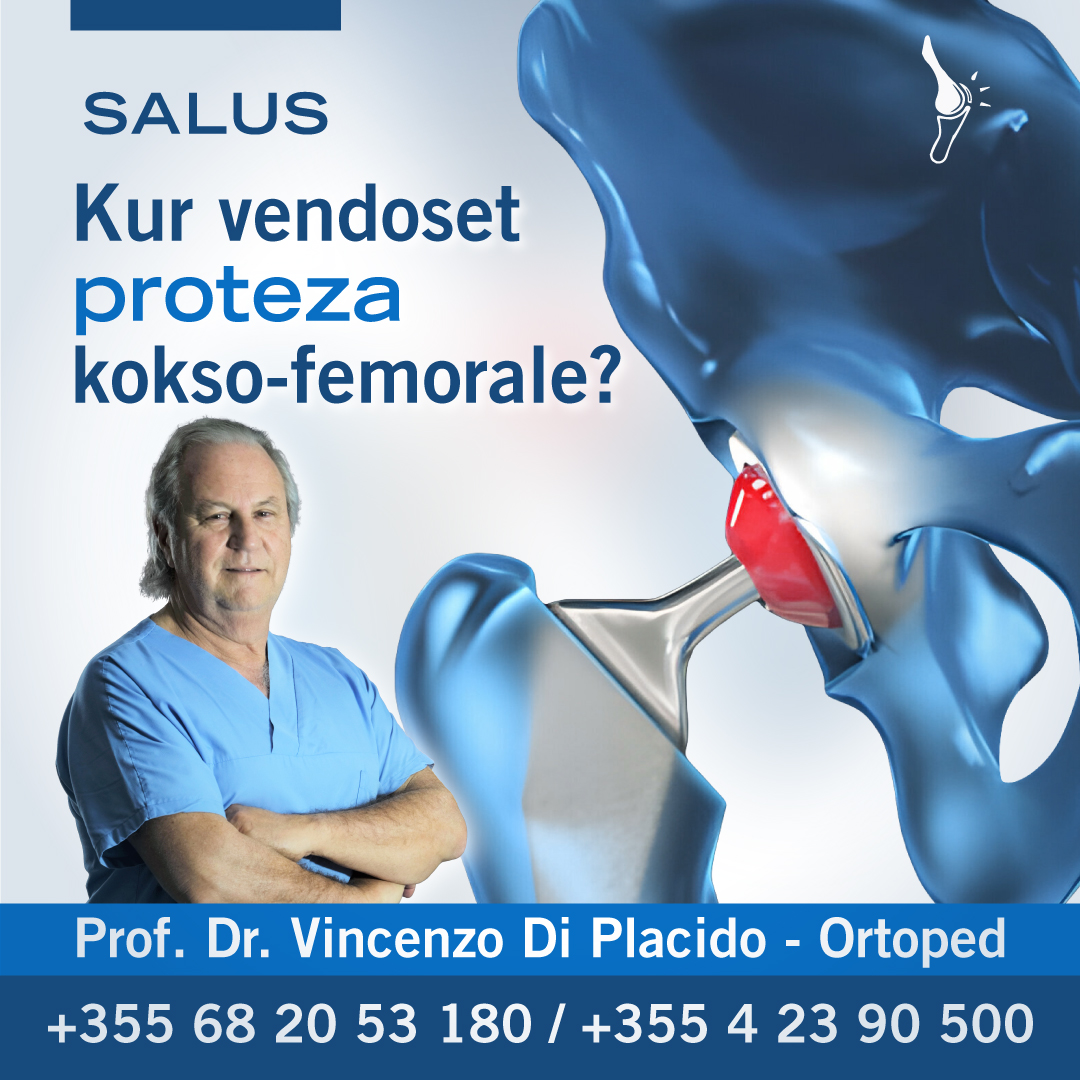 SALUS
Kur vendoset
proteza
kokso-femorale?
Prof. Dr. Vincenzo Di Placido - Ortoped
+355 68 20 53 180 / +355 4 23 90 500